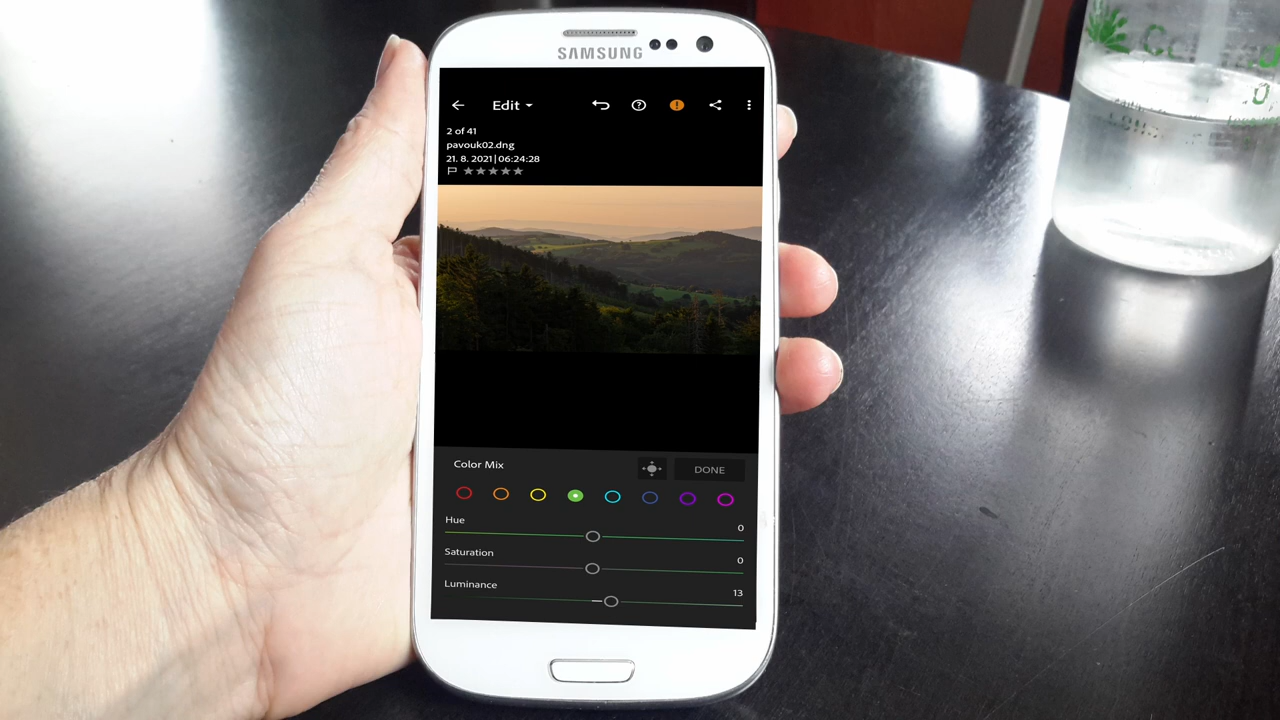 SAMSUNG
Edit
2 of 41
pavouk02.dng
21. 8. 2021 | 06:24:28
Color Mix
DONE
Hue
0
Saturation
0
Luminance
13